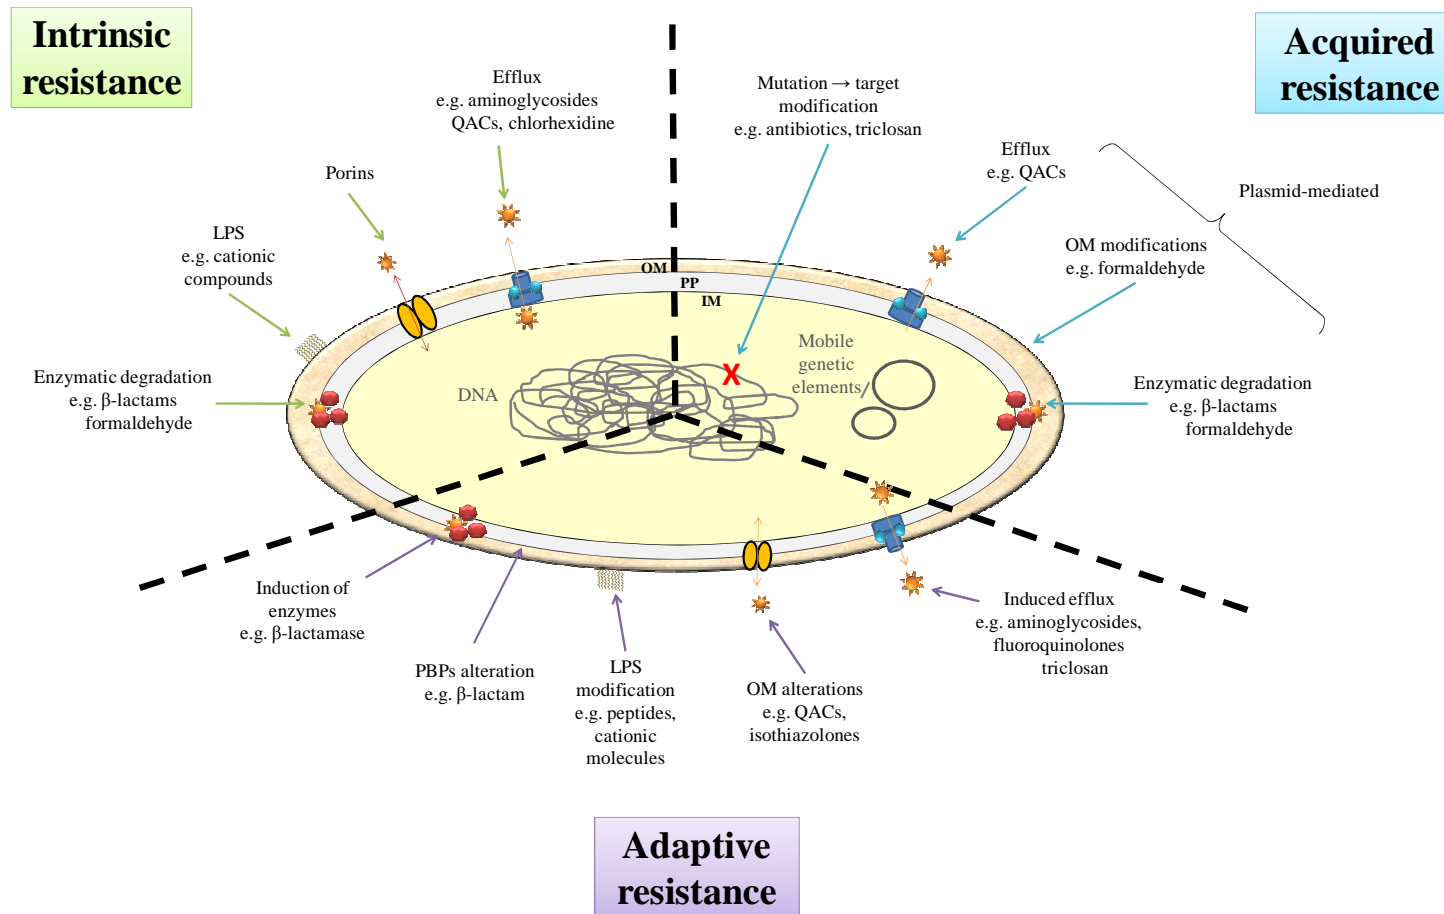 Intrinsic
resistance
Acquired
resistance
Efflux
e.g. aminoglycosides
QACs, chlorhexidine
Mutation → target
modification
e.g. antibiotics, triclosan
Efflux
e.g. QACs
Plasmid-mediated
Porins
LPS
e.g. cationic
compounds
OM modifications
e.g. formaldehyde
OM
PP
IM
Enzymatic degradation
e.g. β-lactams
formaldehyde
DNA
X
Mobile
genetic
elements
Enzymatic degradation
e.g. β-lactams
formaldehyde
Induction of
enzymes
e.g. β-lactamase
PBPs alteration
e.g. β-lactam
LPS
modification
e.g. peptides,
cationic
molecules
OM alterations
e.g. QACs,
isothiazolones
Induced efflux
e.g. aminoglycosides,
fluoroquinolones
triclosan
Adaptive
resistance